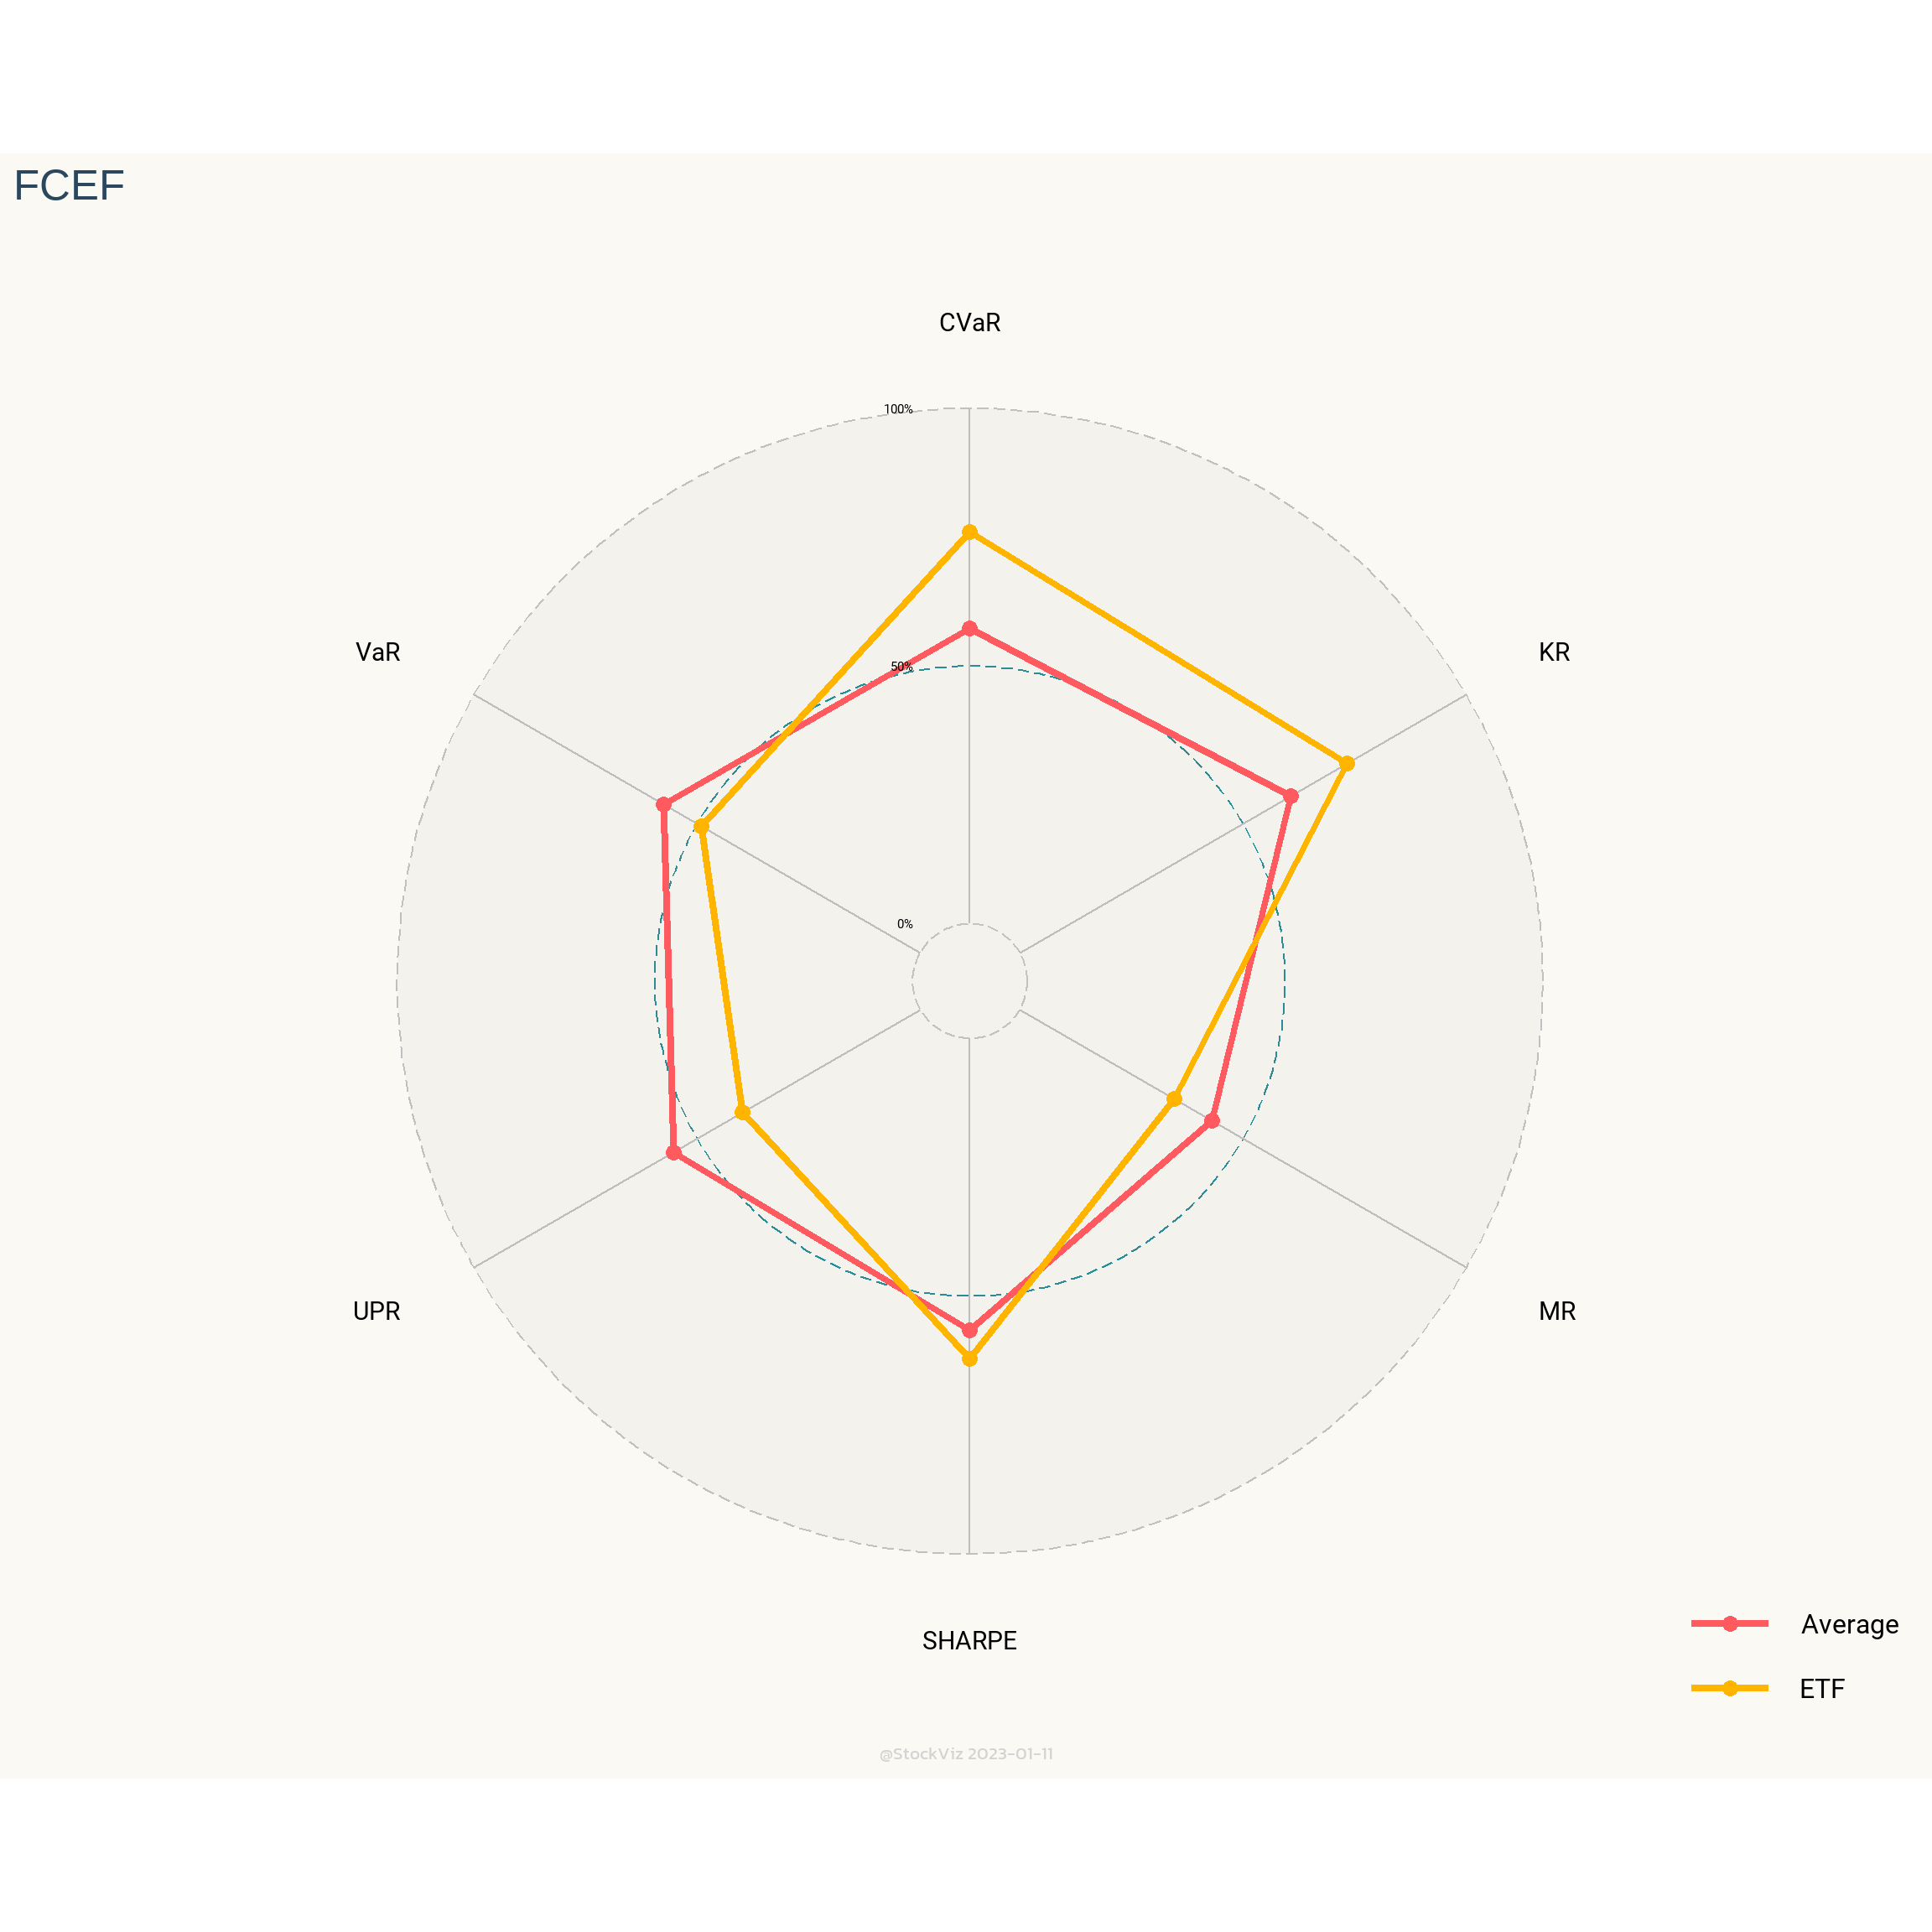 FCEF
CVaR
100%
VaR
KR
50%
0%
UPR
MR
SHARPE
Average
ETF
@StockViz 2023-01-11